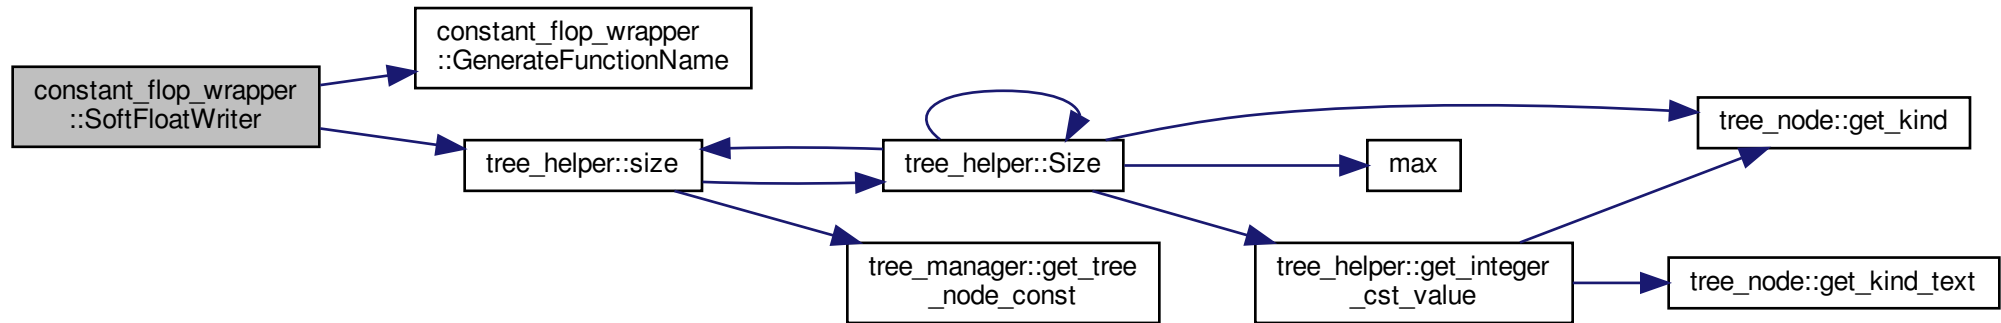 constant_flop_wrapper
::SoftFloatWriter
constant_flop_wrapper
::GenerateFunctionName
tree_helper::size
tree_helper::Size
tree_manager::get_tree
_node_const
tree_node::get_kind
max
tree_helper::get_integer
_cst_value
tree_node::get_kind_text